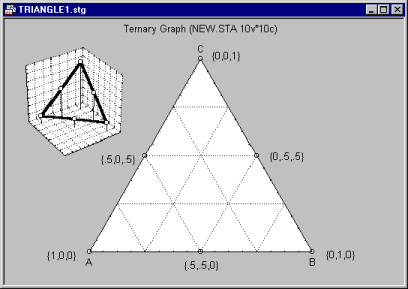 TRIANGLE1.stg
Ternary Graph (NEW.STA 10v*10c)
C
{0,0,1}
{.5,0,.5}
{0,.5,.5}
{1,0,0}
{0,1,0}
A
{.5,.5,0}
B